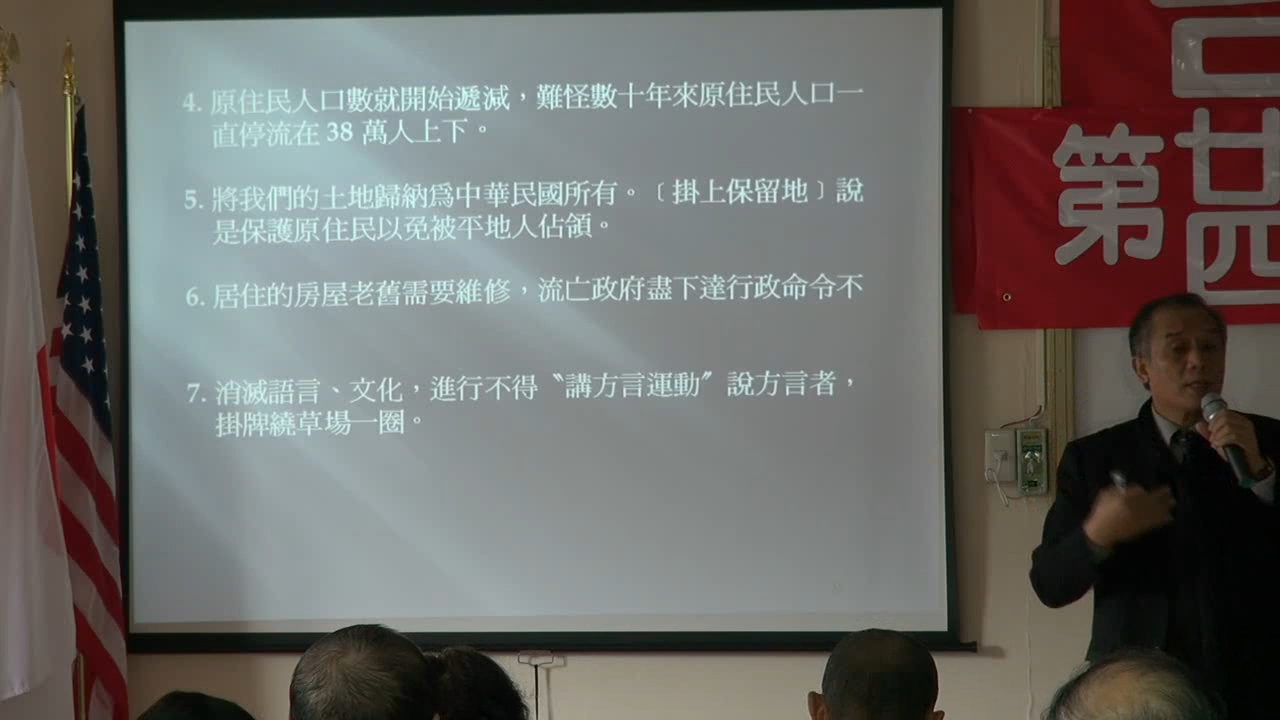 4. 原住民人口數就開始遞減，難怪數十年來原住民人口一
直停流在 38 萬人上下。
5. 將我們的土地歸納為中華民國所有。〔掛上保留地〕說
是保護原住民以免被平地人佔領。
6. 居住的房屋老舊需要維修，流亡政府盡下達行政命令不
7. 消滅語言、文化，進行不得〝講方言運動〞說方言者，
掛牌繞草場一圈。
第廿四